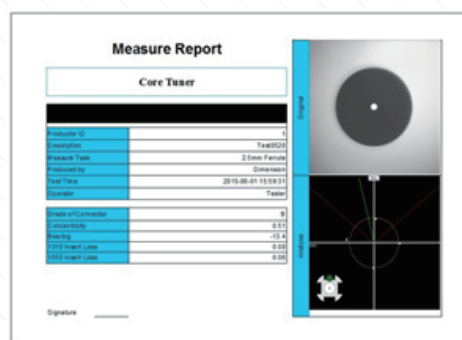 Measure Report
Core Tuner
Productor ID 1
Description Test0528
Measure Task 2.5mm Ferrule
Produced by Dimension
Test Time 2015-06-01 15:59:31
Operator Tester
Grade of Connector B
Concentricity 0.51
Bearing -13.4
1310 Insert Loss 0.08
1550 Insert Loss 0.06
Signature
Original
Analyse